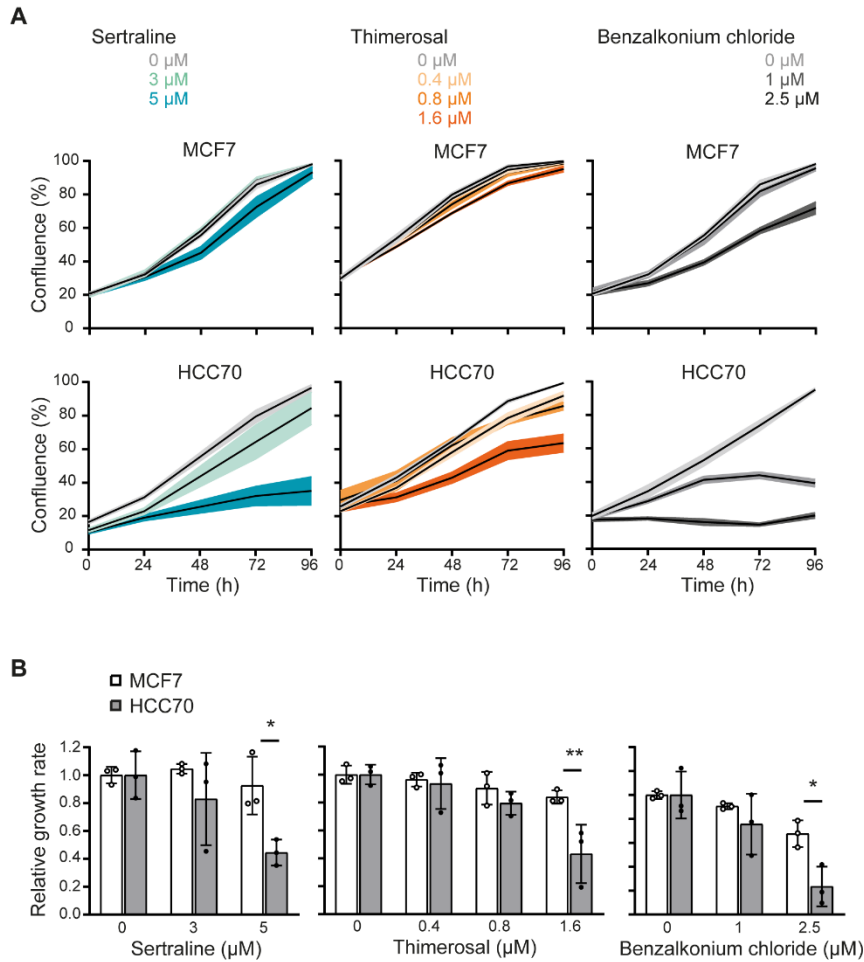 A
Sertraline Thimerosal Benzalkonium chloride
0 µM 0 µM 0 µM
3 µM 0.4 µM 1 µM
5 µM 0.8 µM 2.5 µM
1.6 µM
MCF7 MCF7 MCF7
Confluence (%)
100
80
60
40
20
0
HCC70 HCC70 HCC70
Confluence (%)
100
80
60
40
20
0
0 24 48 72 96 0 24 48 72 96 0 24 48 72 96
Time (h) Time (h) Time (h)
B
MCF7
HCC70
* ** *
Relative growth rate
1.2
1.0
0.8
0.6
0.4
0.2
0.0
0 3 5 0 0.4 0.8 1.6 0 1 2.5
Sertraline (µM) Thimerosal (µM) Benzalkonium chloride (µM)